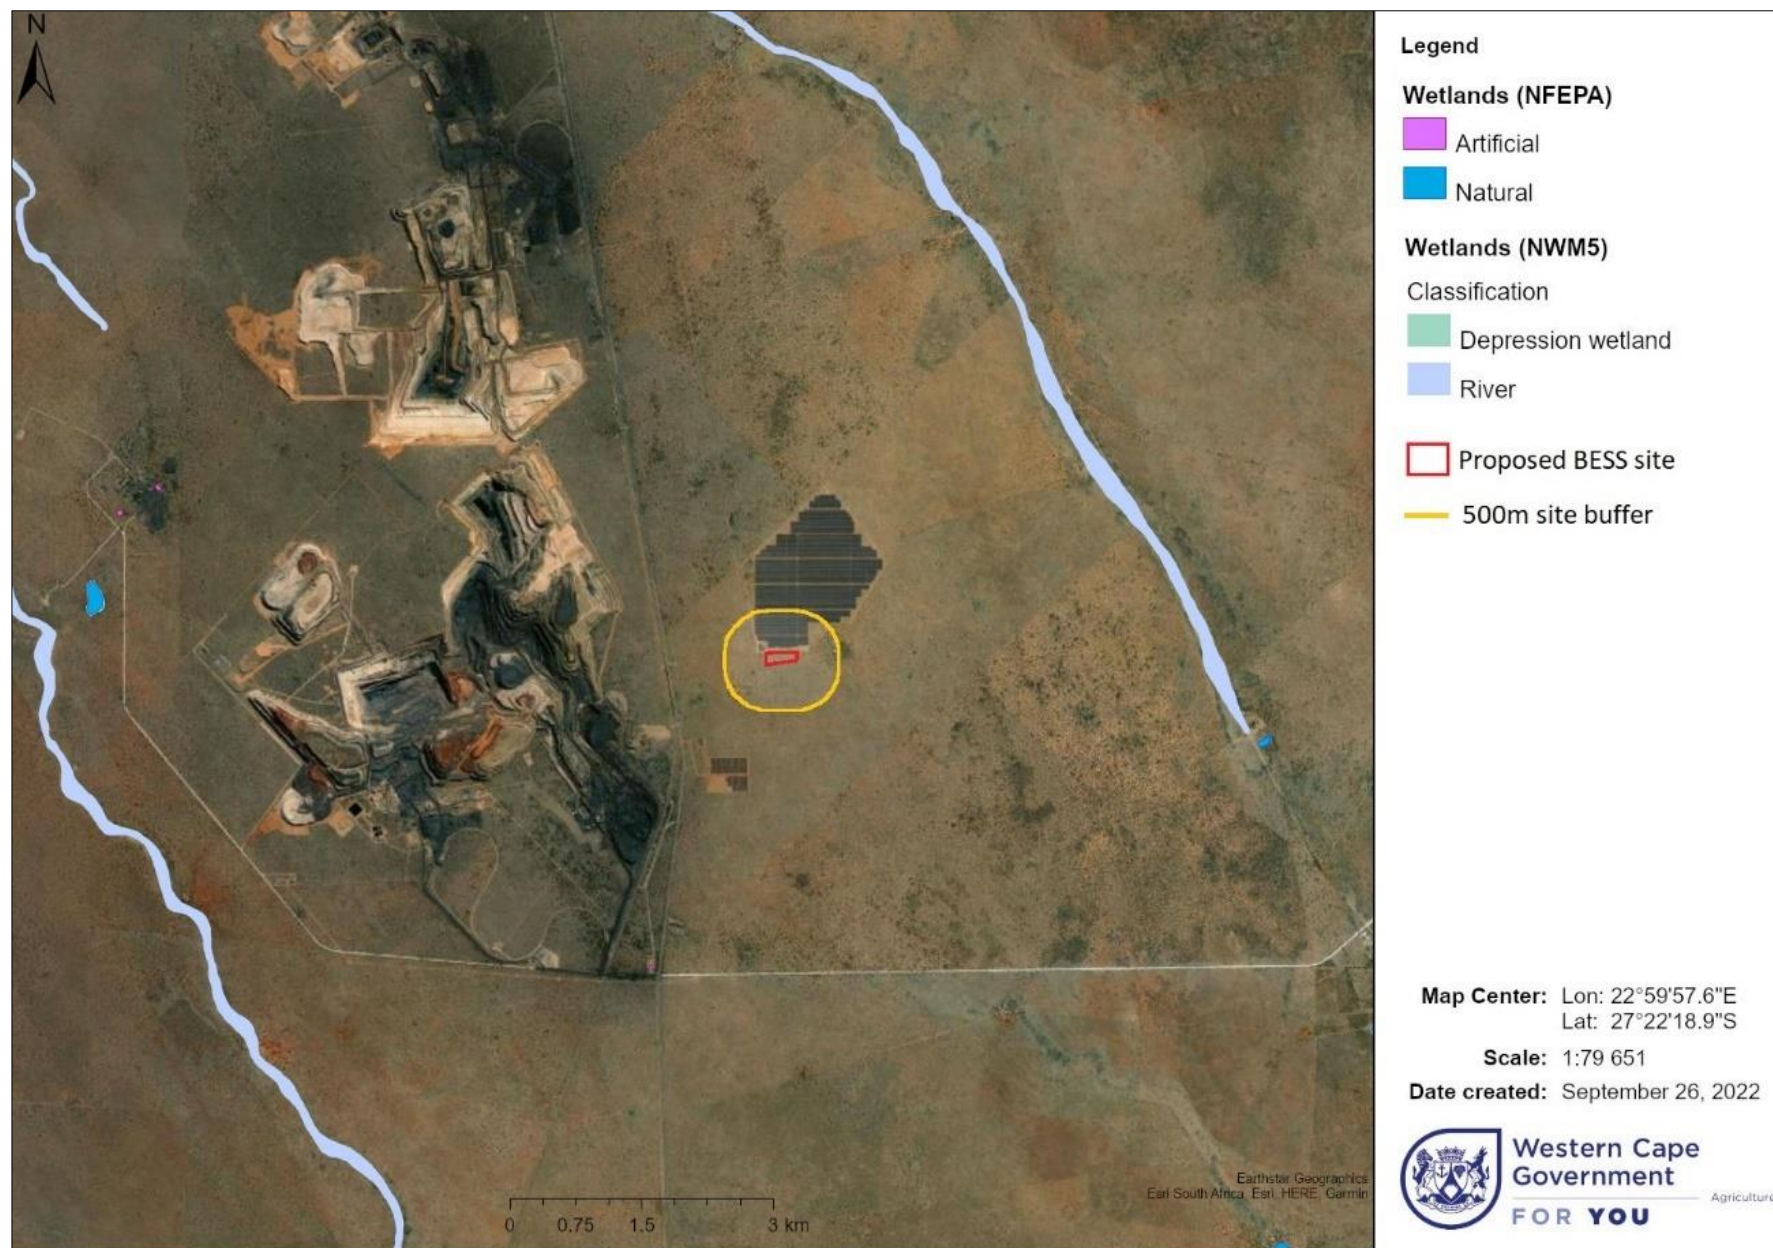 N
Legend
Wetlands (NFEPA)
Artificial
Natural
Wetlands (NWM5)
Classification
Depression wetland
River
Proposed BESS site
500m site buffer
Map Center: Lon: 22°59'57.6"E
Lat: 27°22'18.9"S
Scale: 1:79 651
Date created: September 26, 2022
Western Cape
Government
Agriculture
FOR YOU
Earthstar Geographics
Esri South Africa, Esri, HERE, Garmin
0 0.75 1.5 3 km